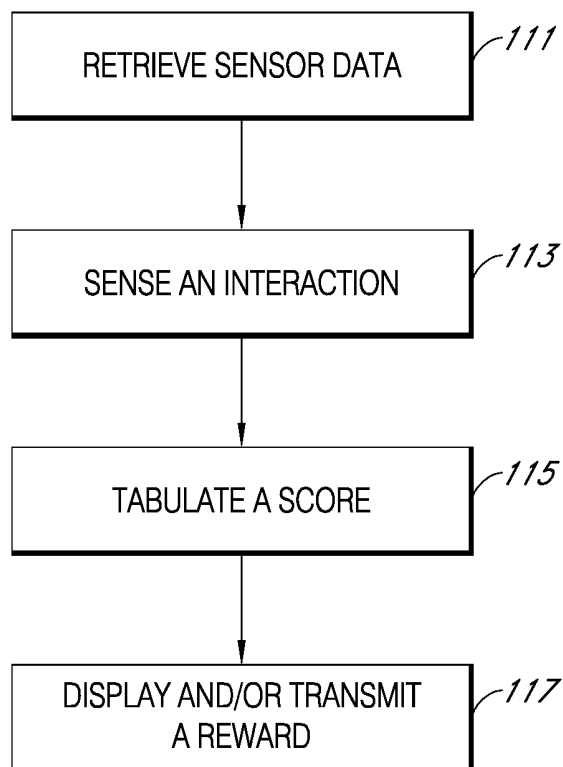 RETRIEVE SENSOR DATA
111
SENSE AN INTERACTION
113
TABULATE A SCORE
115
DISPLAY AND/OR TRANSMIT
A REWARD
117